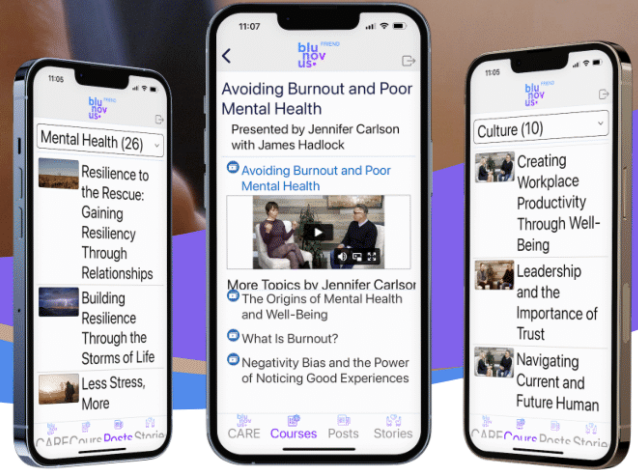 11:05
FRIEND
blu
nov
us
Mental Health (26)
Resilience to
the Rescue:
Gaining
Resiliency
Through
Relationships
Building
Resilience
Through the
Storms of Life
Less Stress,
More
CARE Cours Posts Storie
11:07
FRIEND
blu
nov
us
Avoiding Burnout and Poor
Mental Health
Presented by Jennifer Carlson
with James Hadlock
Avoiding Burnout and Poor
Mental Health
More Topics by Jennifer Carlson
The Origins of Mental Health
and Well-Being
What Is Burnout?
Negativity Bias and the Power
of Noticing Good Experiences
CARE Courses Posts Stories
11:05
FRIEND
blu
nov
us
Culture (10)
Creating
Workplace
Productivity
Through Well-
Being
Leadership
and the
Importance of
Trust
Navigating
Current and
Future Human
CARE Cours Posts Storie